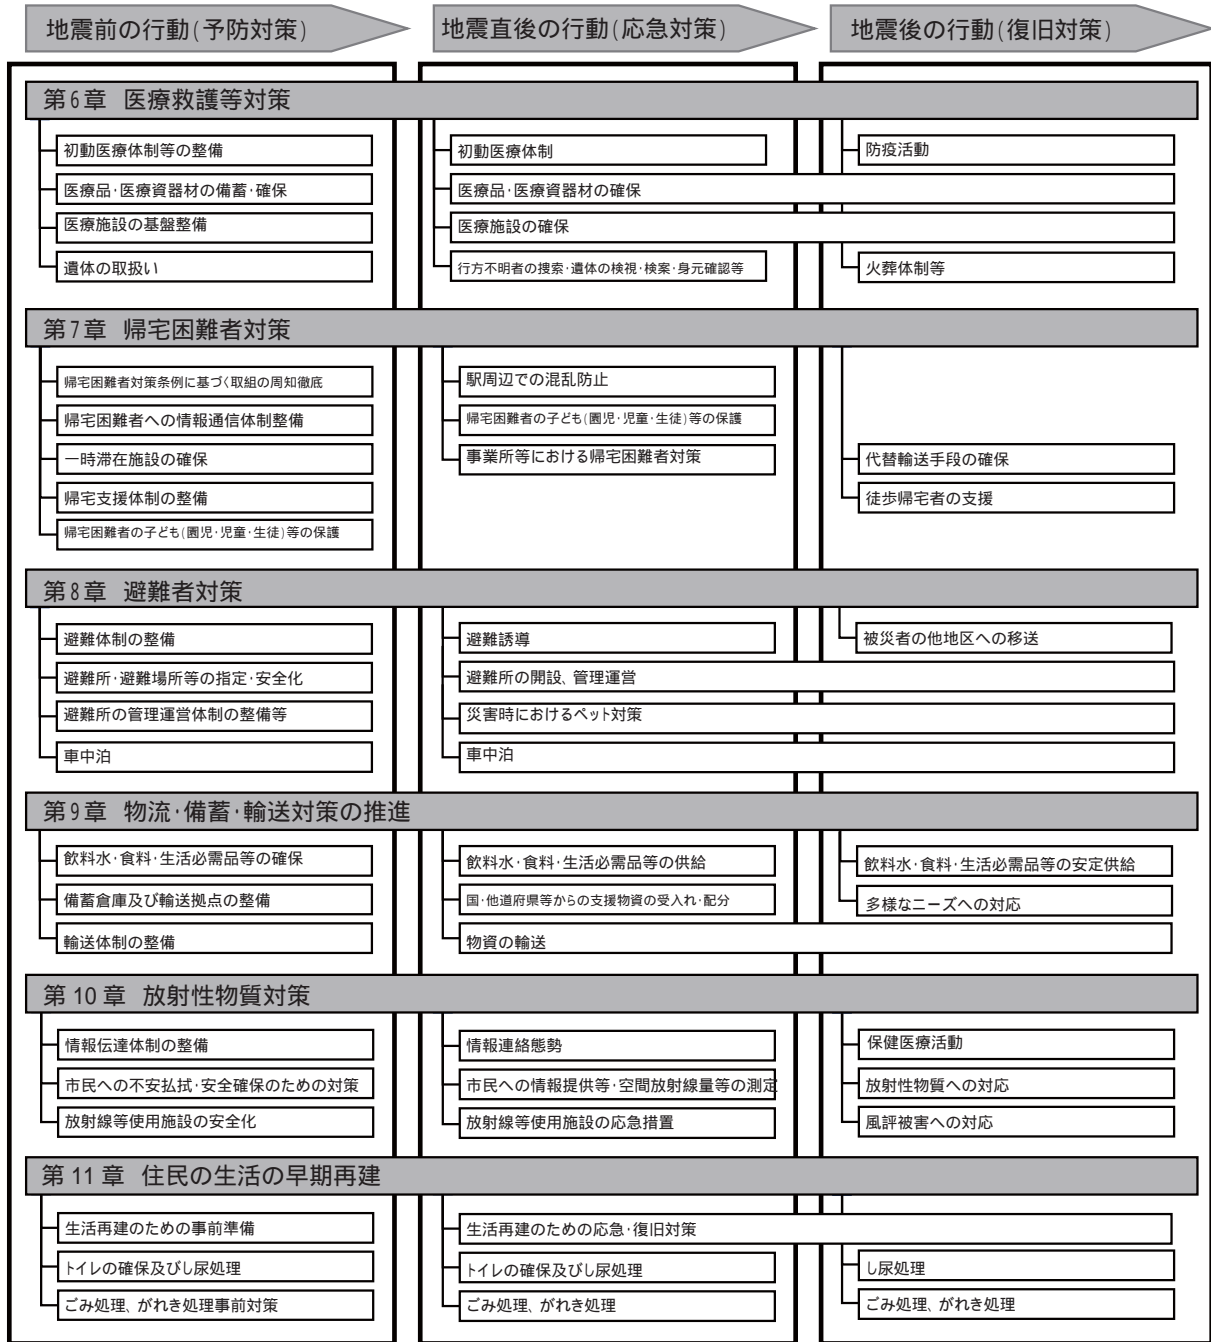 地震前の行動(予防対策)
地震直後の行動(応急対策)
地震後の行動(復旧対策)
第6章 医療救護等対策
初動医療体制等の整備
初動医療体制
防疫活動
医療品・医療資器材の備蓄・確保
医療品・医療資器材の確保
医療施設の基盤整備
医療施設の確保
遺体の取扱い
行方不明者の捜索・遺体の検視・検案・身元確認等
火葬体制等
第7章 帰宅困難者対策
帰宅困難者対策条例に基づく取組の周知徹底
駅周辺での混乱防止
帰宅困難者への情報通信体制整備
帰宅困難者の子ども(園児・児童・生徒)等の保護
一時滞在施設の確保
事業所等における帰宅困難者対策
代替輸送手段の確保
帰宅支援体制の整備
徒歩帰宅者の支援
帰宅困難者の子ども(園児・児童・生徒)等の保護
第8章 避難者対策
避難体制の整備
避難誘導
被災者の他地区への移送
避難所・避難場所等の指定・安全化
避難所の開設、管理運営
避難所の管理運営体制の整備等
災害時におけるペット対策
車中泊
車中泊
第9章 物流・備蓄・輸送対策の推進
飲料水・食料・生活必需品等の確保
飲料水・食料・生活必需品等の供給
飲料水・食料・生活必需品等の安定供給
備蓄倉庫及び輸送拠点の整備
国・他道府県等からの支援物資の受入れ・配分
多様なニーズへの対応
輸送体制の整備
物資の輸送
第10章 放射性物質対策
情報伝達体制の整備
情報連絡態勢
保健医療活動
市民への不安払拭・安全確保のための対策
市民への情報提供等・空間放射線量等の測定
放射性物質への対応
放射線等使用施設の安全化
放射線等使用施設の応急措置
風評被害への対応
第11章 住民の生活の早期再建
生活再建のための事前準備
生活再建のための応急・復旧対策
トイレの確保及びし尿処理
トイレの確保及びし尿処理
し尿処理
ごみ処理、がれき処理事前対策
ごみ処理、がれき処理
ごみ処理、がれき処理